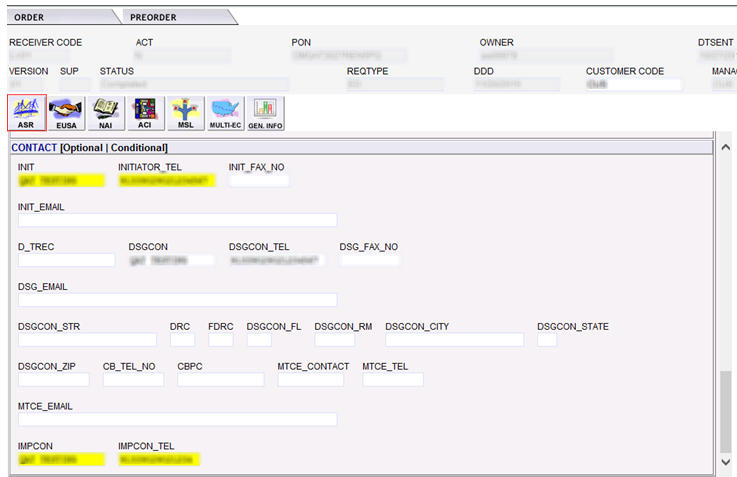 ORDER PREORDER
RECEIVER CODE ACT PON OWNER DTSENT
VERSION SUP STATUS REQTYPE DDD CUSTOMER CODE MANA
ASR EUSA NAI ACI MSL MULTI-EC GEN. INFO
CONTACT [Optional | Conditional]
INIT INITIATOR_TEL INIT_FAX_NO
INIT_EMAIL
D_TREC DSGCON DSGCON_TEL DSG_FAX_NO
DSG_EMAIL
DSGCON_STR DRC FDRC DSGCON_FL DSGCON_RM DSGCON_CITY DSGCON_STATE
DSGCON_ZIP CB_TEL_NO CBPC MTCE_CONTACT MTCE_TEL
MTCE_EMAIL
IMPCON IMPCON_TEL